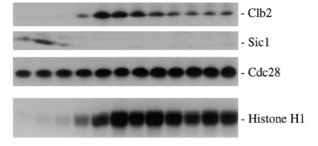 - Clb2
- Sic1
- Cdc28
- Histone H1